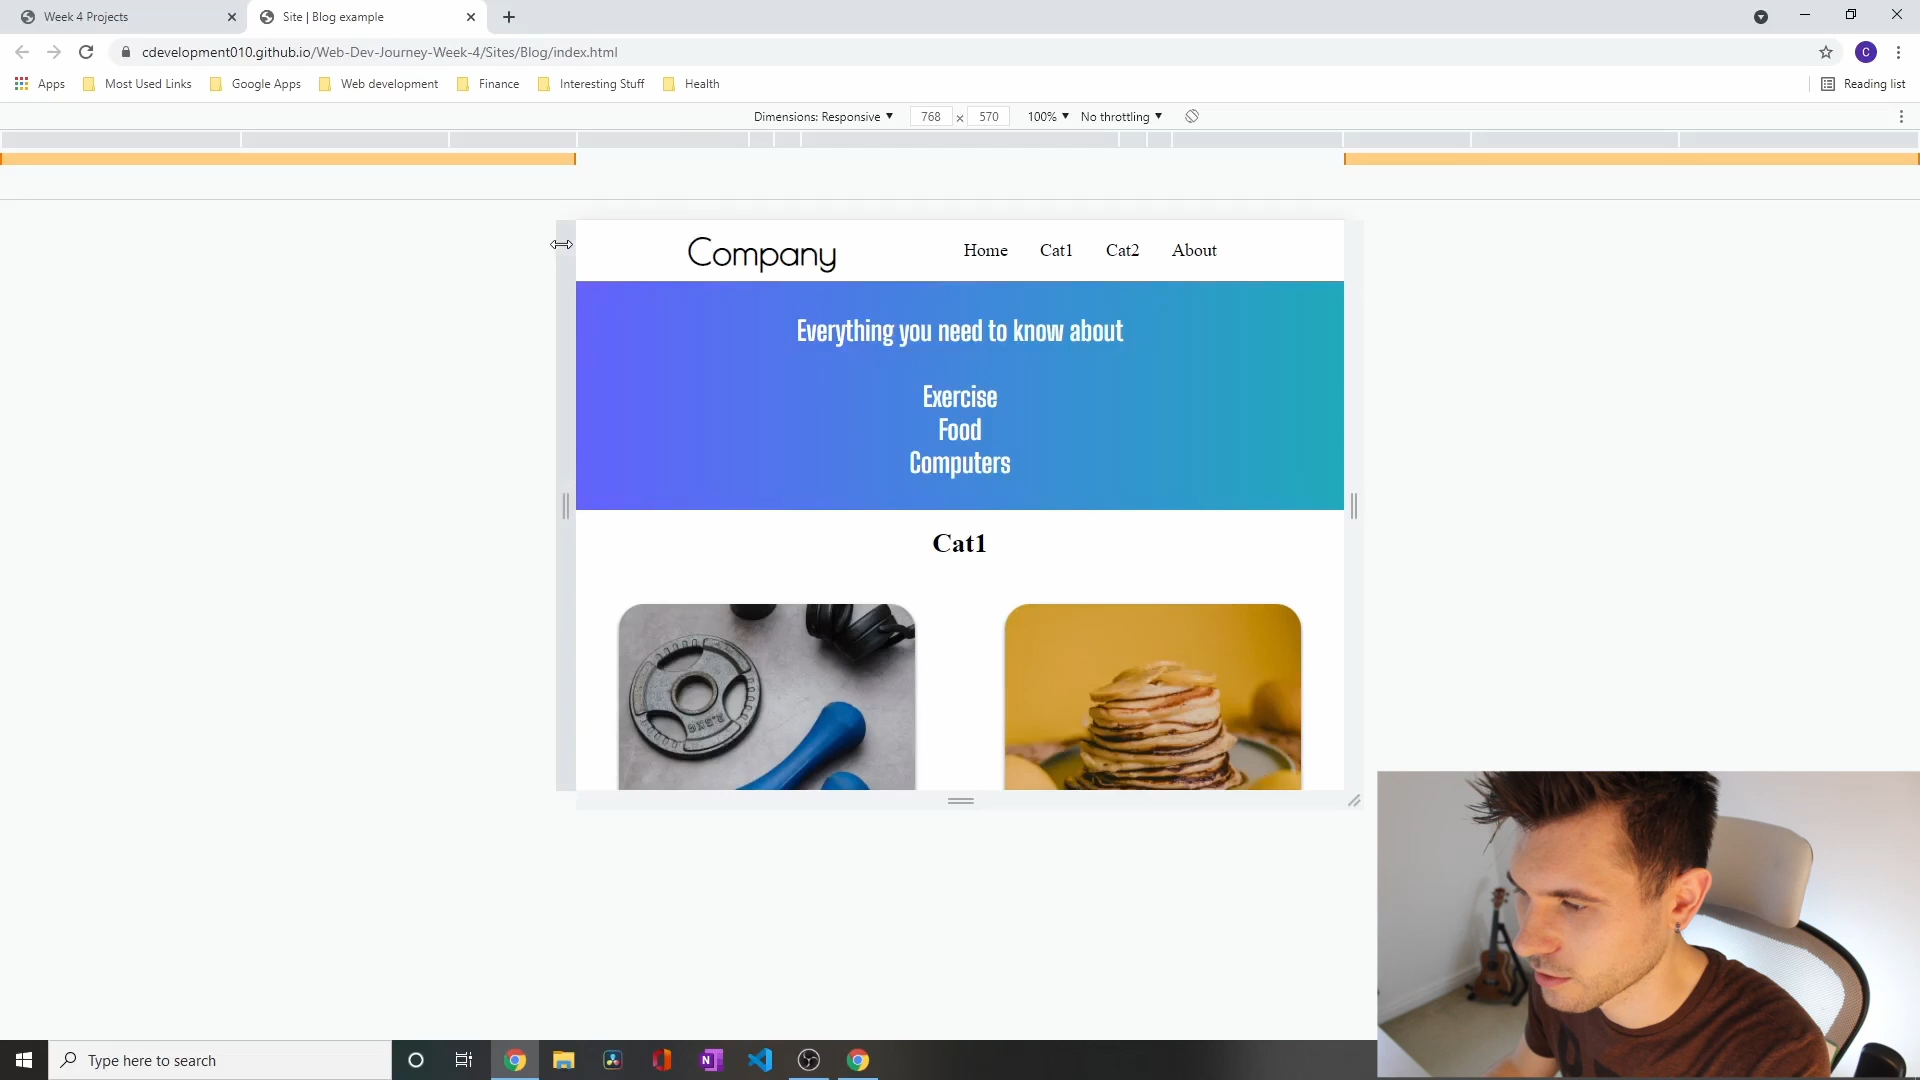 Week 4 Projects
Site | Blog example
cdevelopment010.github.io/Web-Dev-Journey-Week-4/Sites/Blog/index.html
C
Apps
Most Used Links
Google Apps
Web development
Finance
Interesting Stuff
Health
Reading list
Dimensions: Responsive
768 x 570
100%
No throttling
Company
Home
Cat1
Cat2
About
Everything you need to know about
Exercise
Food
Computers
Cat1
Type here to search